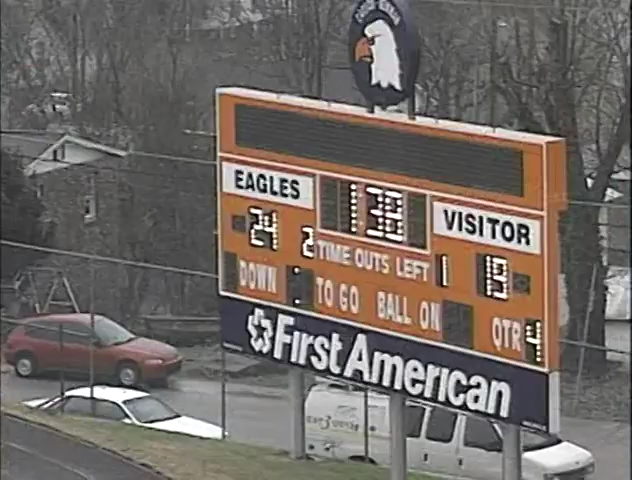 EAGLES 1 38 VISITOR
24 2 TIME OUTS LEFT 1 19
DOWN TO GO BALL ON QTR 4
First American